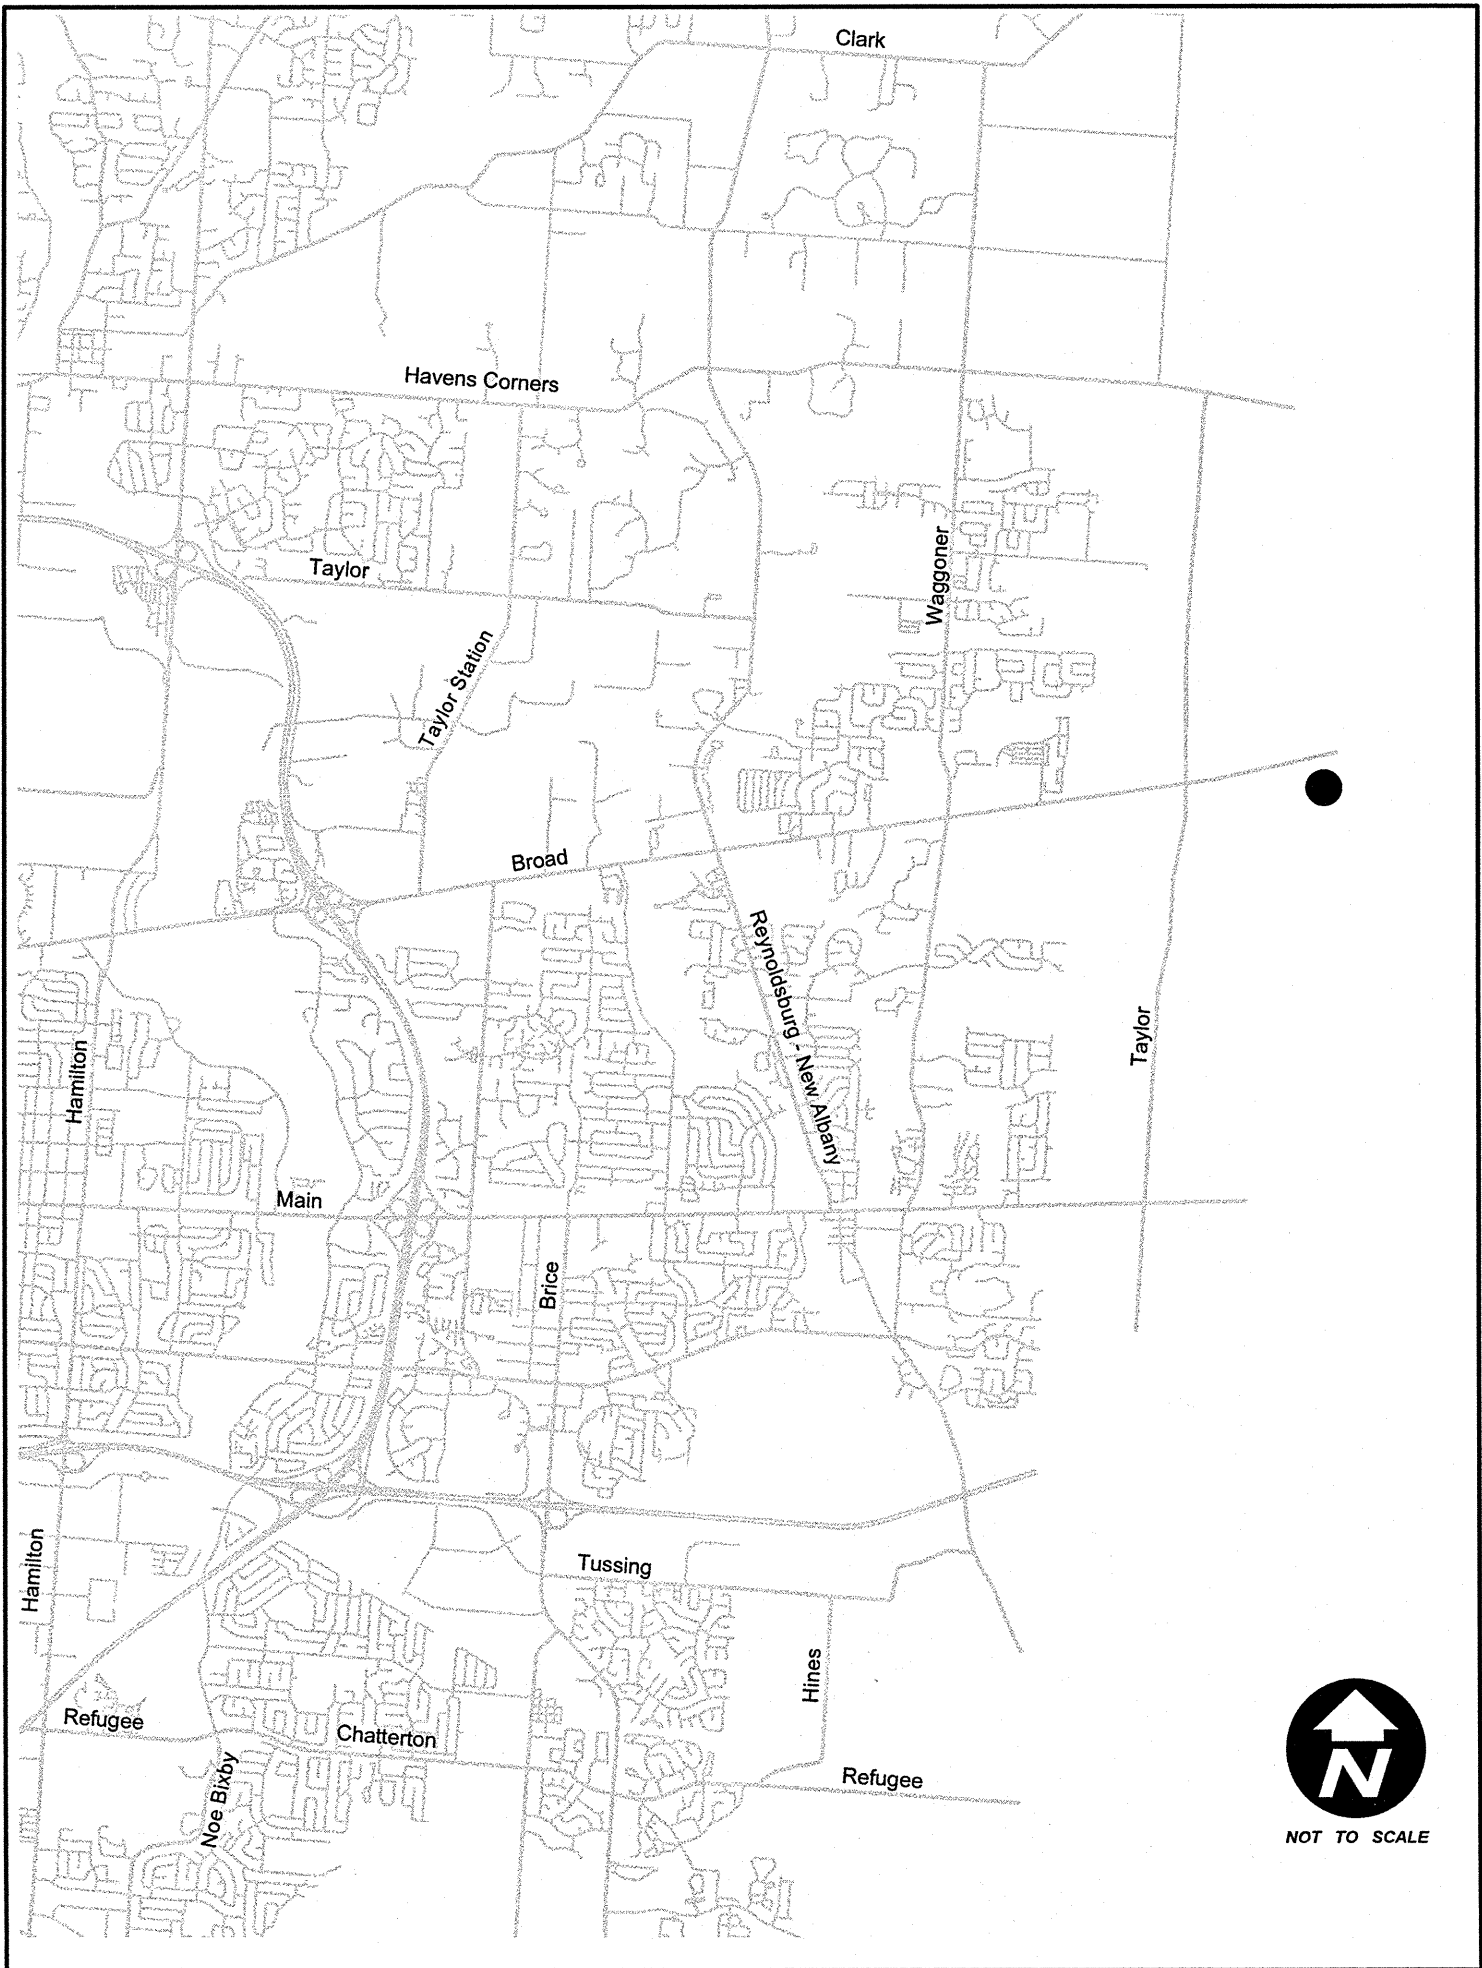 Clark
Havens Corners
Taylor
Waggoner
Taylor Station
Broad
Reynoldsburg - New Albany
Taylor
Hamilton
Main
Brice
Hamilton
Tussing
Hines
Refugee
Chatterton
Noe Bixby
Refugee
N
NOT TO SCALE